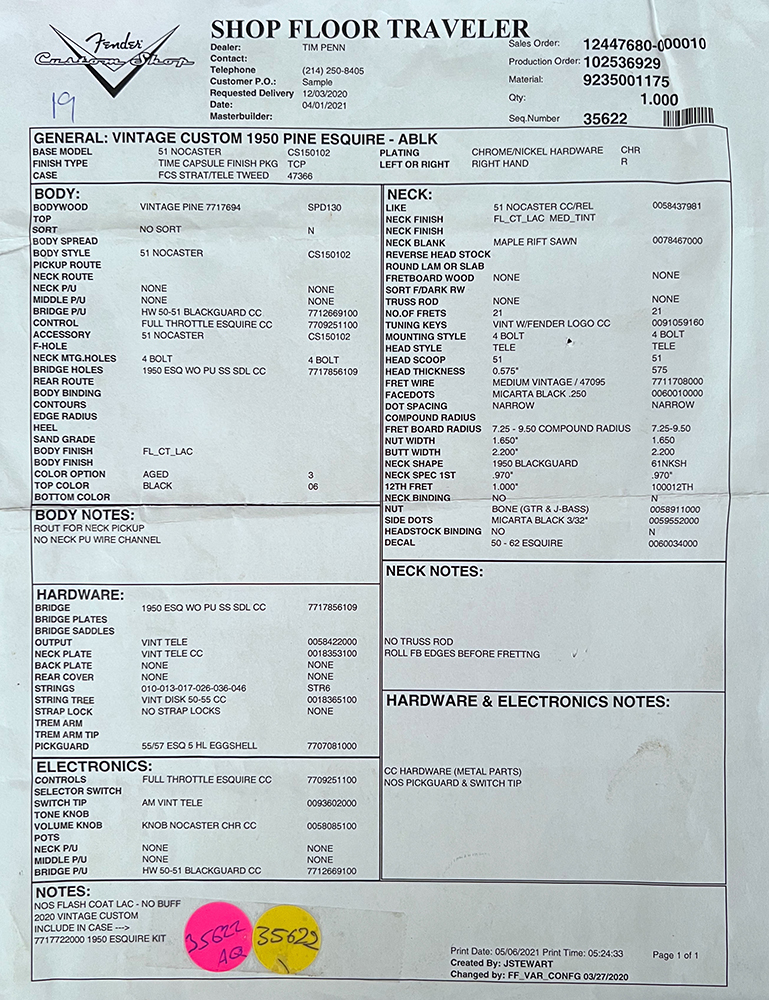 Fender
Custom Shop
SHOP FLOOR TRAVELER
19
Dealer: TIM PENN
Contact:
Telephone (214) 250-8405
Customer P.O.: Sample
Requested Delivery 12/03/2020
Date: 04/01/2021
Masterbuilder:
Sales Order: 12447680-000010
Production Order: 102536929
Material: 9235001175
Qty: 1.000
Seq.Number 35622
GENERAL: VINTAGE CUSTOM 1950 PINE ESQUIRE - ABLK
BASE MODEL 51 NOCASTER CS150102 PLATING CHROME/NICKEL HARDWARE CHR
FINISH TYPE TIME CAPSULE FINISH PKG TCP LEFT OR RIGHT RIGHT HAND R
CASE FCS STRAT/TELE TWEED 47366
BODY:
BODYWOOD VINTAGE PINE 7717694 SPD130
TOP
SORT NO SORT N
BODY SPREAD
BODY STYLE 51 NOCASTER CS150102
PICKUP ROUTE
NECK ROUTE
NECK P/U NONE NONE
MIDDLE P/U NONE NONE
BRIDGE P/U HW 50-51 BLACKGUARD CC 7712669100
CONTROL FULL THROTTLE ESQUIRE CC 7709251100
ACCESSORY 51 NOCASTER CS150102
F-HOLE
NECK MTG.HOLES 4 BOLT 4 BOLT
BRIDGE HOLES 1950 ESQ WO PU SS SDL CC 7717856109
REAR ROUTE
BODY BINDING
CONTOURS
EDGE RADIUS
HEEL
SAND GRADE
BODY FINISH FL_CT_LAC
BODY FINISH
COLOR OPTION AGED 3
TOP COLOR BLACK 06
BOTTOM COLOR
BODY NOTES:
ROUT FOR NECK PICKUP
NO NECK PU WIRE CHANNEL
HARDWARE:
BRIDGE 1950 ESQ WO PU SS SDL CC 7717856109
BRIDGE PLATES
BRIDGE SADDLES
OUTPUT VINT TELE 0058422000
NECK PLATE VINT TELE CC 0018353100
BACK PLATE NONE NONE
REAR COVER NONE NONE
STRINGS 010-013-017-026-036-046 STR6
STRING TREE VINT DISK 50-55 CC 0018365100
STRAP LOCK NO STRAP LOCKS NONE
TREM ARM
TREM ARM TIP
PICKGUARD 55/57 ESQ 5 HL EGGSHELL 7707081000
ELECTRONICS:
CONTROLS FULL THROTTLE ESQUIRE CC 7709251100
SELECTOR SWITCH
SWITCH TIP AM VINT TELE 0093602000
TONE KNOB
VOLUME KNOB KNOB NOCASTER CHR CC 0058085100
POTS
NECK P/U NONE NONE
MIDDLE P/U NONE NONE
BRIDGE P/U HW 50-51 BLACKGUARD CC 7712669100
NECK:
LIKE 51 NOCASTER CC/REL 0058437981
NECK FINISH FL_CT_LAC MED_TINT
NECK FINISH
NECK BLANK MAPLE RIFT SAWN 0078467000
REVERSE HEAD STOCK
ROUND LAM OR SLAB
FRETBOARD WOOD NONE NONE
SORT F/DARK RW
TRUSS ROD NONE NONE
NO.OF FRETS 21 21
TUNING KEYS VINT W/FENDER LOGO CC 0091059160
MOUNTING STYLE 4 BOLT 4 BOLT
HEAD STYLE TELE TELE
HEAD SCOOP 51 51
HEAD THICKNESS 0.575" 575
FRET WIRE MEDIUM VINTAGE / 47095 7711708000
FACEDOTS MICARTA BLACK .250 0060010000
DOT SPACING NARROW NARROW
COMPOUND RADIUS
FRET BOARD RADIUS 7.25 - 9.50 COMPOUND RADIUS 7.25-9.50
NUT WIDTH 1.650" 1.650
BUTT WIDTH 2.200" 2.200
NECK SHAPE 1950 BLACKGUARD 61NKSH
NECK SPEC 1ST .970" .970"
12TH FRET 1.000" 100012TH
NECK BINDING NO N
NUT BONE (GTR & J-BASS) 0058911000
SIDE DOTS MICARTA BLACK 3/32" 0059552000
HEADSTOCK BINDING NO N
DECAL 50 - 62 ESQUIRE 0060034000
NECK NOTES:
NO TRUSS ROD
ROLL FB EDGES BEFORE FRETTNG
HARDWARE & ELECTRONICS NOTES:
CC HARDWARE (METAL PARTS)
NOS PICKGUARD & SWITCH TIP
NOTES:
NOS FLASH COAT LAC - NO BUFF
2020 VINTAGE CUSTOM
INCLUDE IN CASE --->
7717722000 1950 ESQUIRE KIT
35622
AQ
35622
Print Date: 05/06/2021 Print Time: 05:24:33 Page 1 of 1
Created By: JSTEWART
Changed by: FF_VAR_CONFG 03/27/2020